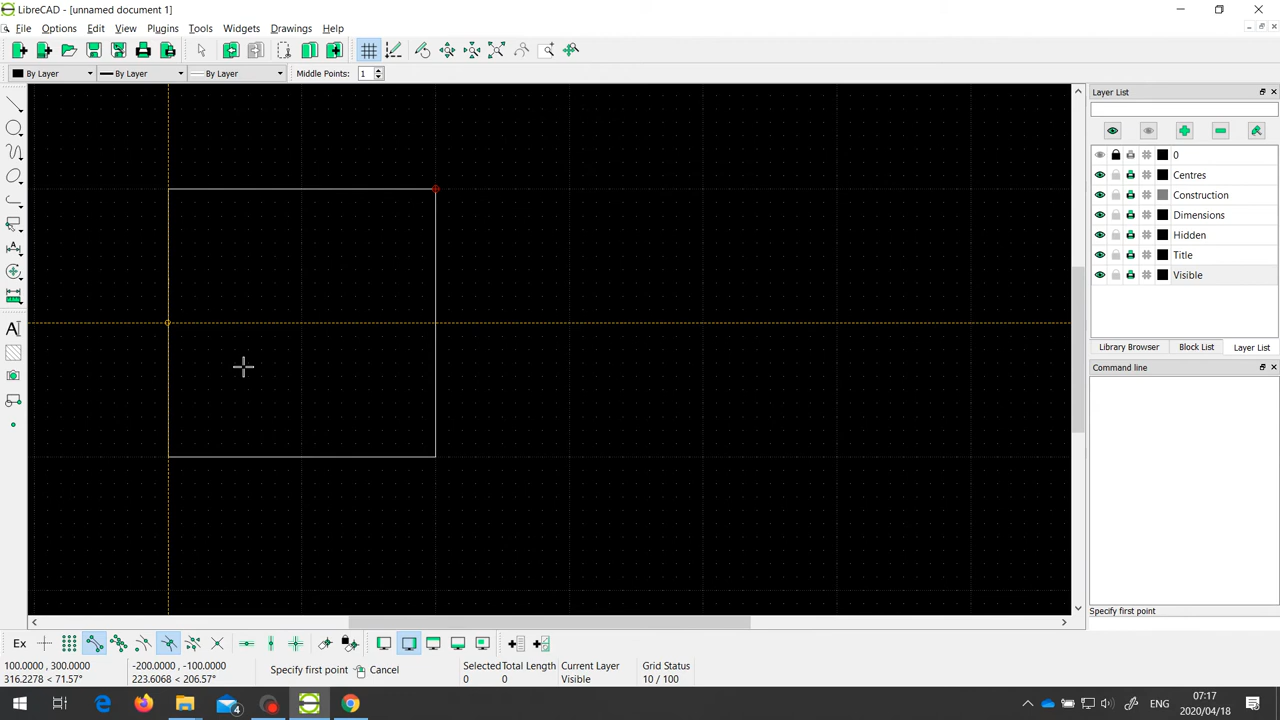 LibreCAD - [unnamed document 1]
File Options Edit View Plugins Tools Widgets Drawings Help
By Layer By Layer By Layer Middle Points: 1
Layer List
0
Centres
Construction
Dimensions
Hidden
Title
Visible
Library Browser Block List Layer List
Command line
Specify first point
Ex
100.0000 , 300.0000 -200.0000 , -100.0000 Specify first point Cancel Selected Total Length Current Layer Grid Status
316.2278 < 71.57° 223.6068 < 206.57° 0 0 Visible 10 / 100
4 ENG 07:17
2020/04/18